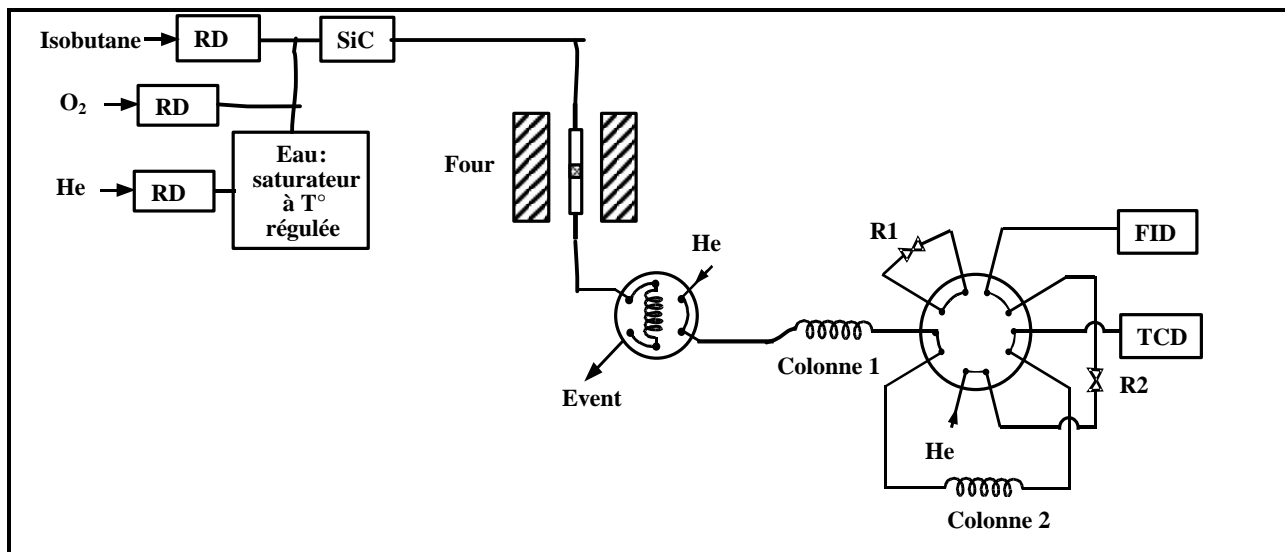 Isobutane
RD
SiC
O₂
RD
He
RD
Eau:
saturateur
à T°
régulée
Four
He
Event
Colonne 1
R1
FID
TCD
R2
He
Colonne 2